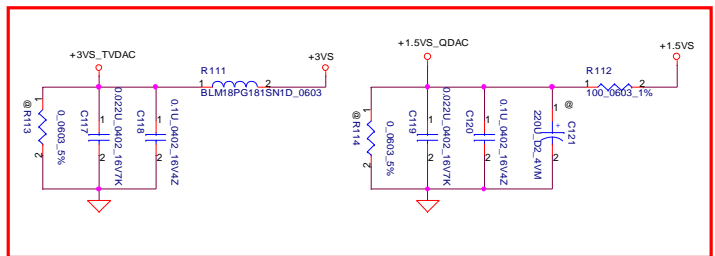 +3VS_TVDAC
R111
1
2
BLM18PG181SN1D_0603
+3VS
@
R113
1
2
0_0603_5%
C117
1
2
0.022U_0402_16V7K
C118
1
2
0.1U_0402_16V4Z
+1.5VS_QDAC
R112
1
2
100_0603_1%
+1.5VS
@
R114
1
2
0_0603_5%
C119
1
2
0.022U_0402_16V7K
C120
1
2
0.1U_0402_16V4Z
@
C121
+
1
2
220U_D2_4VM